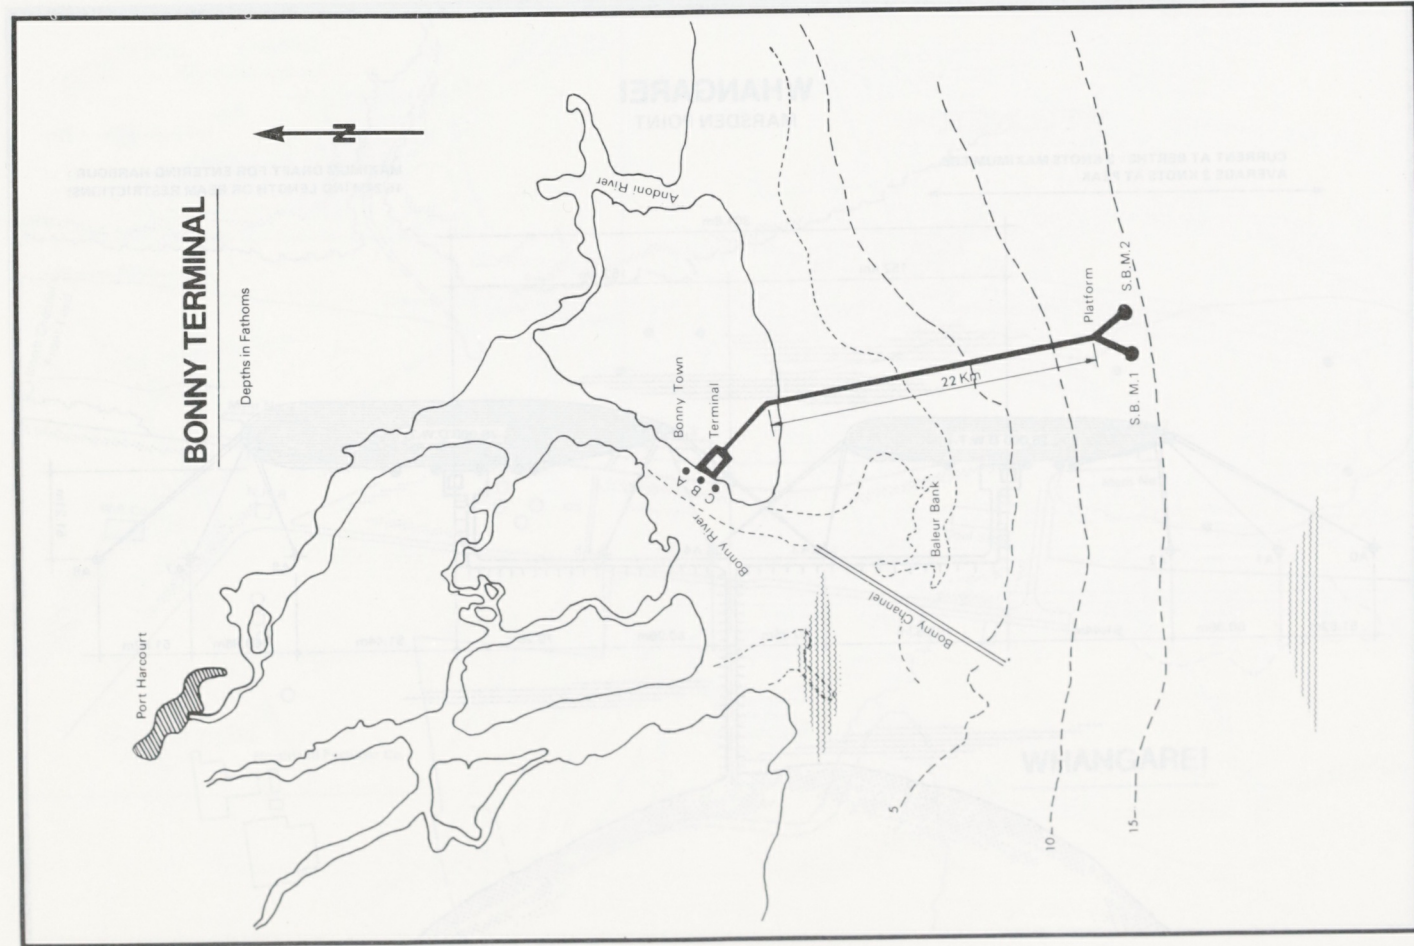 BONNY TERMINAL
Depths in Fathoms
N
Port Harcourt
Andoni River
Bonny Town
Terminal
A
B
C
Bonny River
Bonny Channel
Baleur Bank
22 Km
Platform
S.B.M.2
S.B. M.1
5
10
15
WHANGAREI
MARSDEN POINT
WHANGAREI